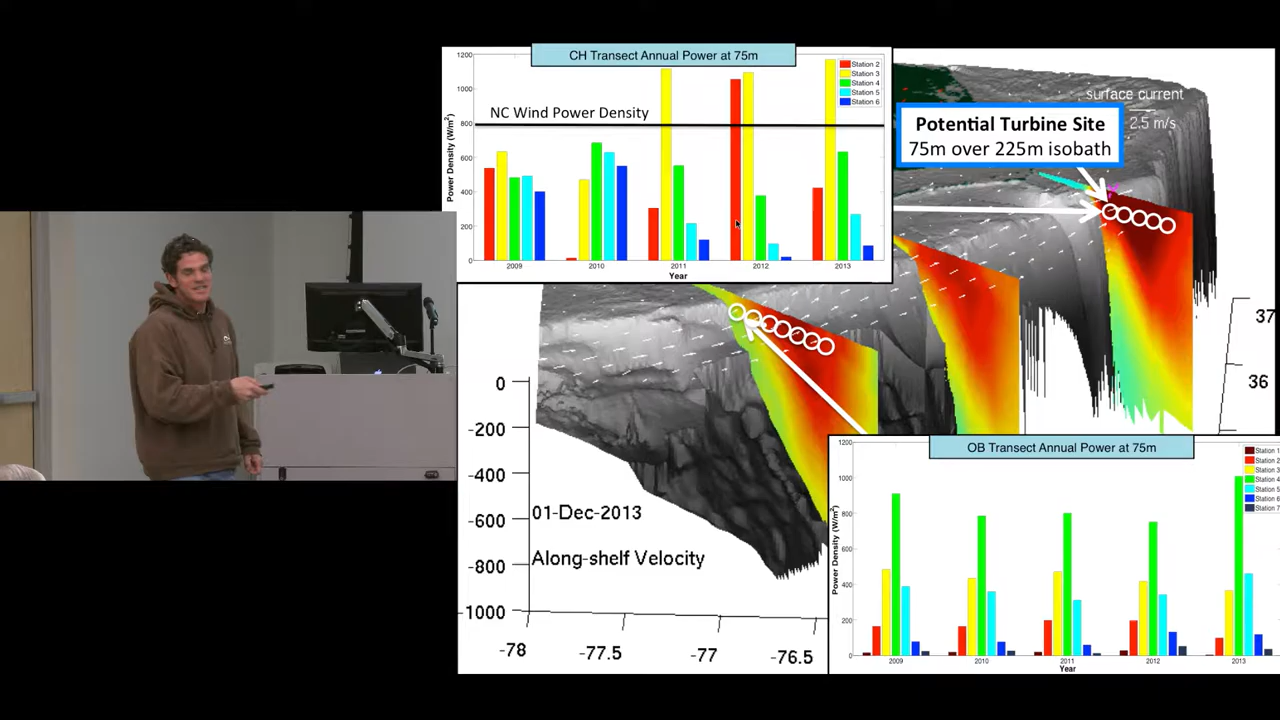 CH Transect Annual Power at 75m
1200
1000
800
600
400
200
0
Power Density (W/m²)
NC Wind Power Density
Station 2
Station 3
Station 4
Station 5
Station 6
2009
2010
2011
2012
2013
Year
surface current
2.5 m/s
Potential Turbine Site
75m over 225m isobath
37
36
0
-200
-400
-600
-800
1000
01-Dec-2013
Along-shelf Velocity
-78
-77.5
-77
-76.5
OB Transect Annual Power at 75m
1200
1000
800
600
400
200
0
Power Density (W/m²)
Station 1
Station 2
Station 3
Station 4
Station 5
Station 6
Station 7
2009
2010
2011
2012
2013
Year